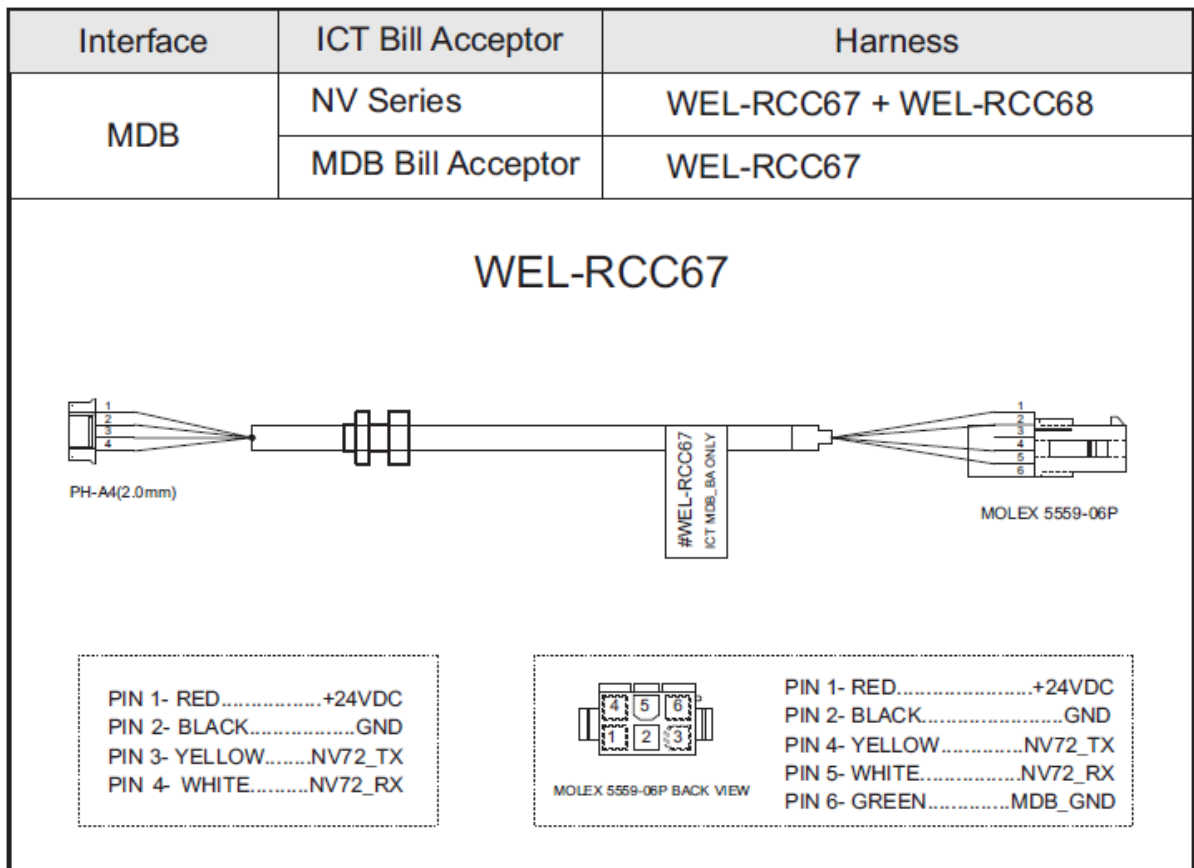 Interface ICT Bill Acceptor Harness
MDB
NV Series WEL-RCC67 + WEL-RCC68
MDB Bill Acceptor WEL-RCC67
WEL-RCC67
1
2
3
4
PH-A4(2.0mm)
#WEL-RCC67
ICT MDB_BA ONLY
1
2
3
4
5
6
MOLEX 5559-06P
PIN 1- RED..................+24VDC
PIN 2- BLACK...................GND
PIN 3- YELLOW........NV72_TX
PIN 4- WHITE..........NV72_RX
4 5 6
1 2 3
MOLEX 5559-06P BACK VIEW
PIN 1- RED.......................+24VDC
PIN 2- BLACK........................GND
PIN 4- YELLOW..............NV72_TX
PIN 5- WHITE.................NV72_RX
PIN 6- GREEN..............MDB_GND